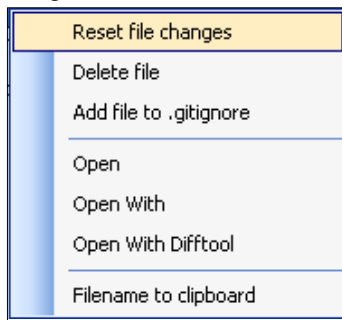 Reset file changes
Delete file
Add file to .gitignore
Open
Open With
Open With Difftool
Filename to clipboard